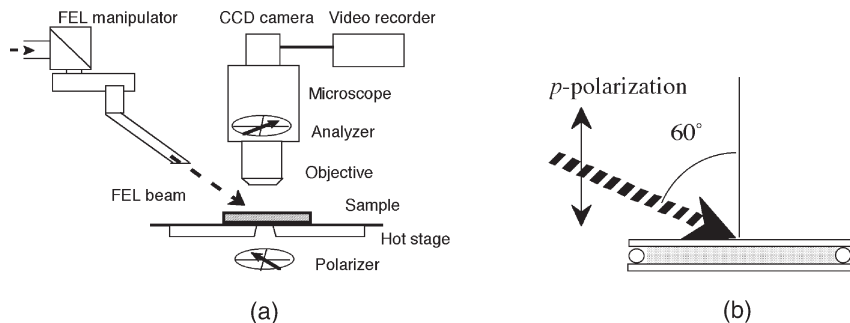 FEL manipulator
CCD camera
Video recorder
Microscope
Analyzer
Objective
FEL beam
Sample
Hot stage
Polarizer
(a)
p-polarization
60°
(b)